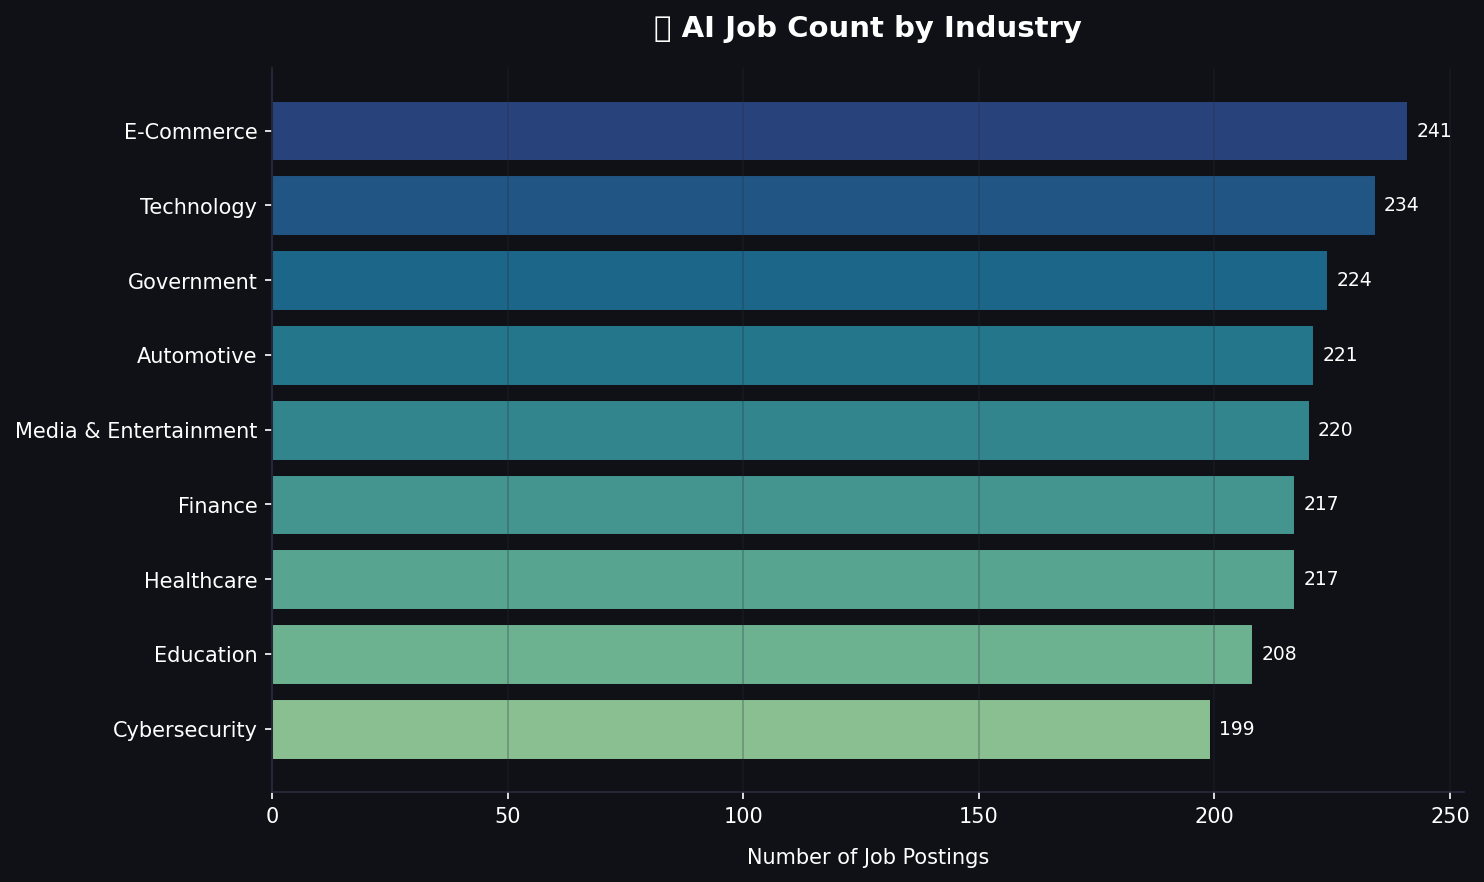 AI Job Count by Industry
E-Commerce 241
Technology 234
Government 224
Automotive 221
Media & Entertainment 220
Finance 217
Healthcare 217
Education 208
Cybersecurity 199
0 50 100 150 200 250
Number of Job Postings